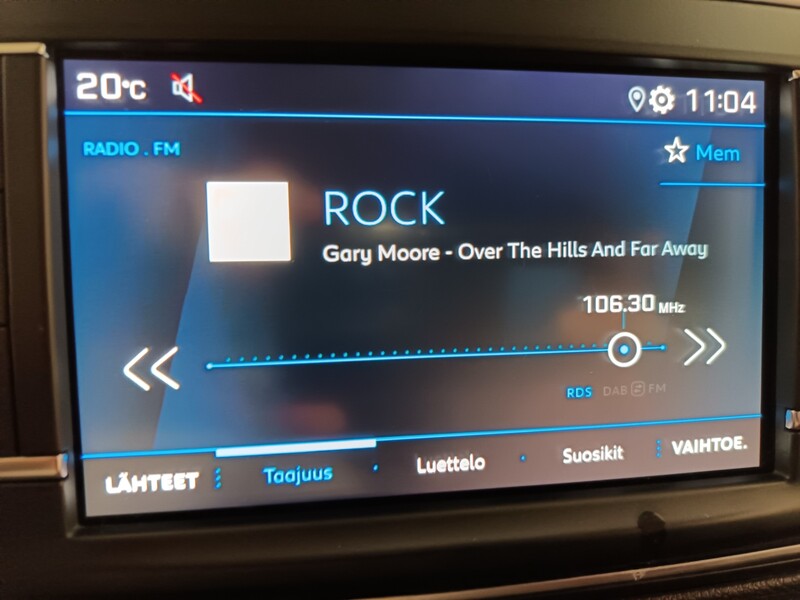 20°C 11:04
RADIO . FM Mem
ROCK
Gary Moore - Over The Hills And Far Away
106.30 MHz
RDS DAB FM
LÄHTEET Taajuus Luettelo Suosikit VAIHTOE.